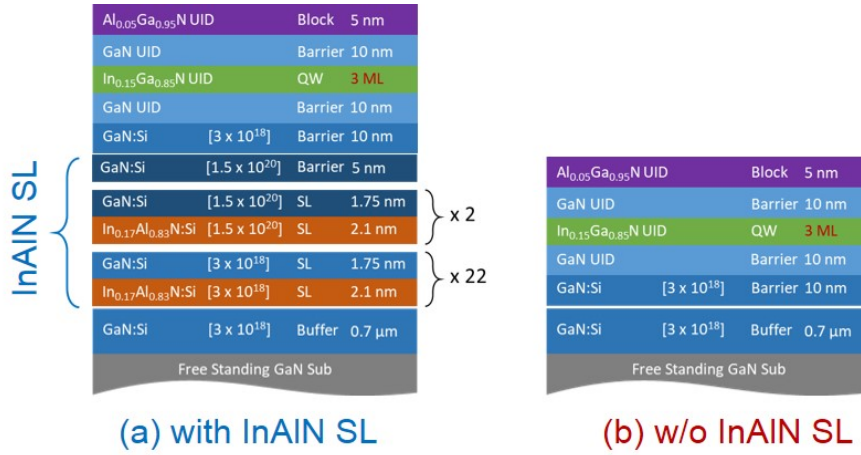 Al0.05Ga0.95N UID Block 5 nm
GaN UID Barrier 10 nm
In0.15Ga0.85N UID QW 3 ML
GaN UID Barrier 10 nm
GaN:Si [3 x 10^18] Barrier 10 nm
GaN:Si [1.5 x 10^20] Barrier 5 nm
GaN:Si [1.5 x 10^20] SL 1.75 nm
In0.17Al0.83N:Si [1.5 x 10^20] SL 2.1 nm
x 2
GaN:Si [3 x 10^18] SL 1.75 nm
In0.17Al0.83N:Si [3 x 10^18] SL 2.1 nm
x 22
GaN:Si [3 x 10^18] Buffer 0.7 µm
Free Standing GaN Sub
InAlN SL
(a) with InAlN SL
Al0.05Ga0.95N UID Block 5 nm
GaN UID Barrier 10 nm
In0.15Ga0.85N UID QW 3 ML
GaN UID Barrier 10 nm
GaN:Si [3 x 10^18] Barrier 10 nm
GaN:Si [3 x 10^18] Buffer 0.7 µm
Free Standing GaN Sub
(b) w/o InAlN SL